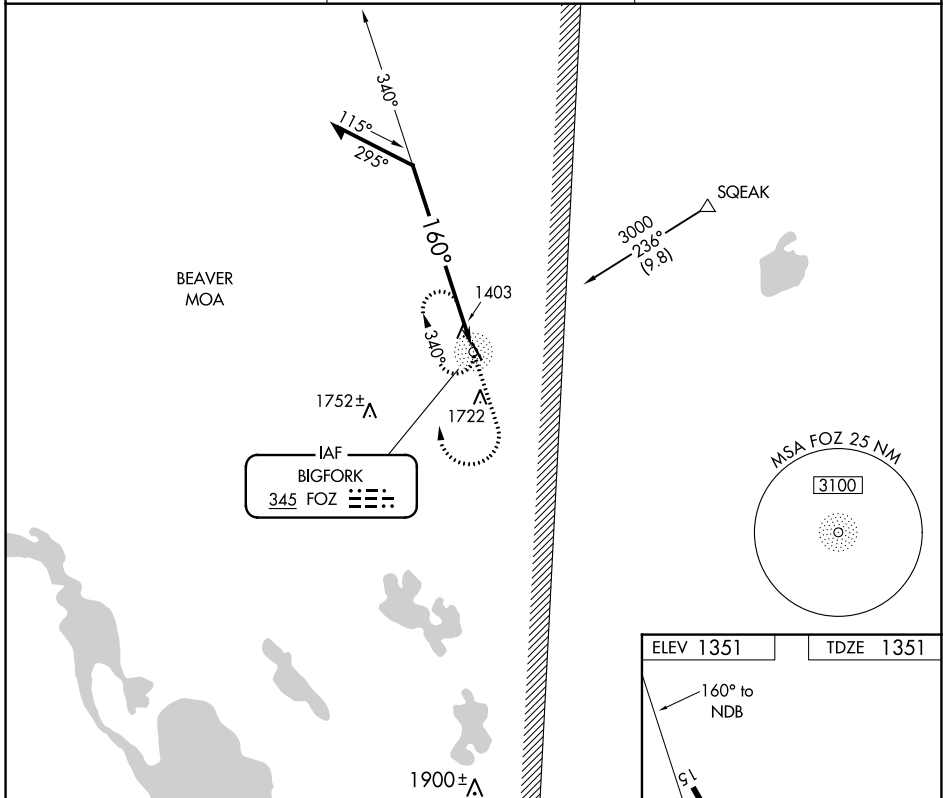 340°
115°
295°
160°
SQEAK
3000
236°
(9.8)
BEAVER
MOA
1403
340°
1752±
1722
IAF
BIGFORK
345 FOZ
MSA FOZ 25 NM
3100
ELEV 1351
TDZE 1351
160° to
NDB
15
1900±